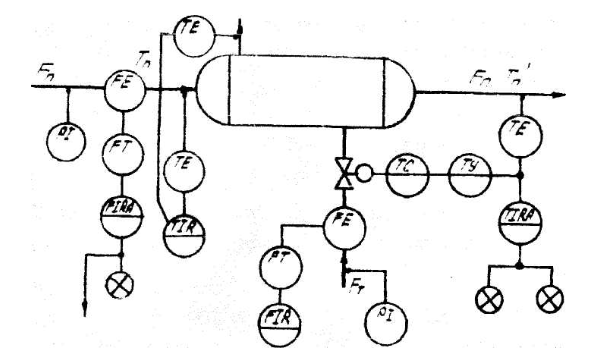 TE
Fп Tп Fп Tп'
FE
PI TE
FT TE TC TY
FIRA TIR FE TIRA
FT
Fт
PI
FIR